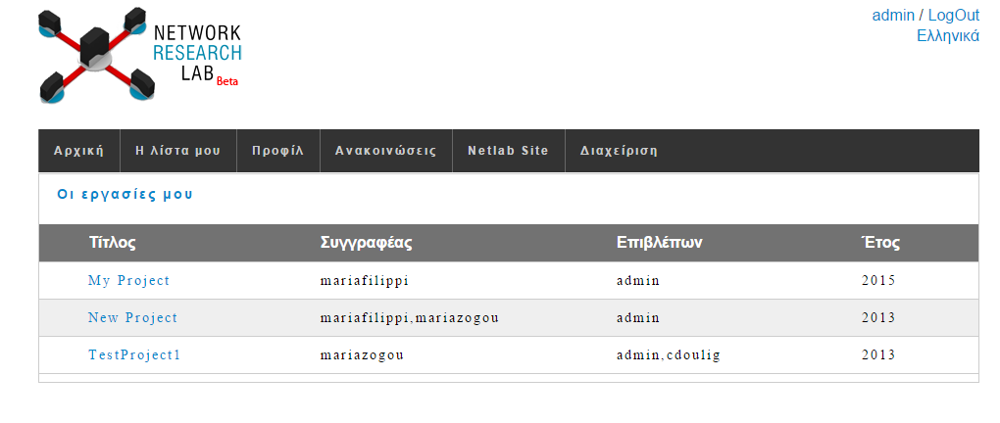 NETWORK
RESEARCH
LAB Beta
admin / LogOut
Ελληνικά
Αρχική Η λίστα μου Προφίλ Ανακοινώσεις Netlab Site Διαχείριση
Οι εργασίες μου
Τίτλος Συγγραφέας Επιβλέπων Έτος
My Project mariafilippi admin 2015
New Project mariafilippi,mariazogou admin 2013
TestProject1 mariazogou admin,cdoulig 2013